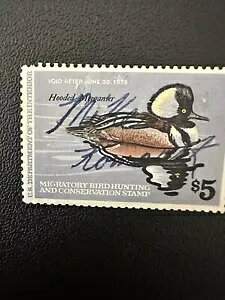 VOID AFTER JUNE 30 1979
Hooded Merganser
U.S. DEPARTMENT OF THE INTERIOR
$5
MIGRATORY BIRD HUNTING
AND CONSERVATION STAMP